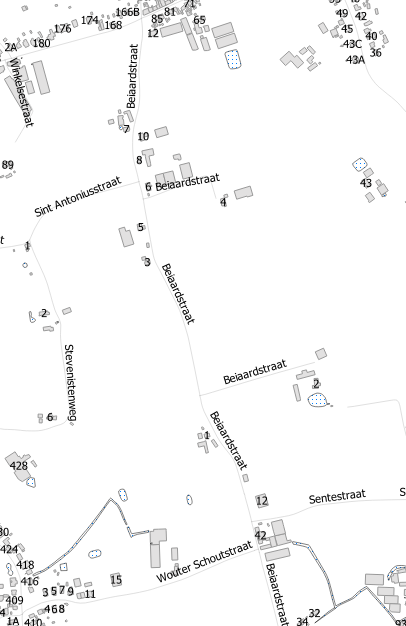 71
166B
81
49
42
174
85
65
168
45
176
12
40
180
43C
2A
36
43A
Beiaardstraat
Winkelsestraat
7
10
8
89
43
Beiaardstraat
6
Sint Antoniusstraat
4
5
t
1
3
Beiaardstraat
2
Stevenistenweg
Beiaardstraat
2
6
Beiaardstraat
1
428
S
Sentestraat
12
424
42
Wouter Schoutstraat
418
416
15
Beiaardstraat
3 5 7 9
11
409
4 6 8
32
4
1A
410
34